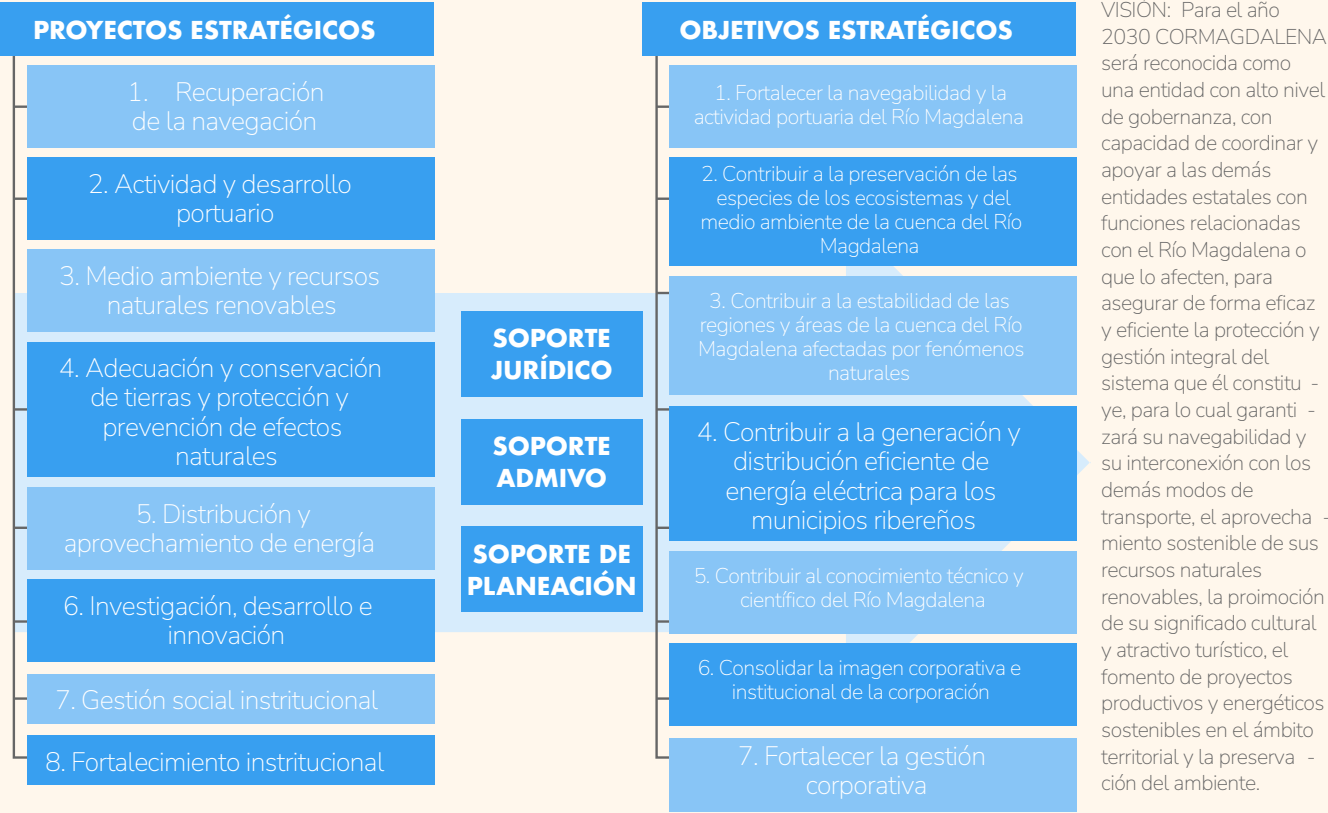 PROYECTOS ESTRATÉGICOS
1. Recuperación
de la navegación
2. Actividad y desarrollo
portuario
3. Medio ambiente y recursos
naturales renovables
4. Adecuación y conservación
de tierras y protección y
prevención de efectos
naturales
5. Distribución y
aprovechamiento de energía
6. Investigación, desarrollo e
innovación
7. Gestión social instritucional
8. Fortalecimiento instritucional
SOPORTE
JURÍDICO
SOPORTE
ADMIVO
SOPORTE DE
PLANEACIÓN
OBJETIVOS ESTRATÉGICOS
1. Fortalecer la navegabilidad y la
actividad portuaria del Río Magdalena
2. Contribuir a la preservación de las
especies de los ecosistemas y del
medio ambiente de la cuenca del Río
Magdalena
3. Contribuir a la estabilidad de las
regiones y áreas de la cuenca del Río
Magdalena afectadas por fenómenos
naturales
4. Contribuir a la generación y
distribución eficiente de
energía eléctrica para los
municipios ribereños
5. Contribuir al conocimiento técnico y
científico del Río Magdalena
6. Consolidar la imagen corporativa e
institucional de la corporación
7. Fortalecer la gestión
corporativa
VISIÓN: Para el año
2030 CORMAGDALENA
será reconocida como
una entidad con alto nivel
de gobernanza, con
capacidad de coordinar y
apoyar a las demás
entidades estatales con
funciones relacionadas
con el Río Magdalena o
que lo afecten, para
asegurar de forma eficaz
y eficiente la protección y
gestión integral del
sistema que él constitu -
ye, para lo cual garanti -
zará su navegabilidad y
su interconexión con los
demás modos de
transporte, el aprovecha -
miento sostenible de sus
recursos naturales
renovables, la proimoción
de su significado cultural
y atractivo turístico, el
fomento de proyectos
productivos y energéticos
sostenibles en el ámbito
territorial y la preserva -
ción del ambiente.